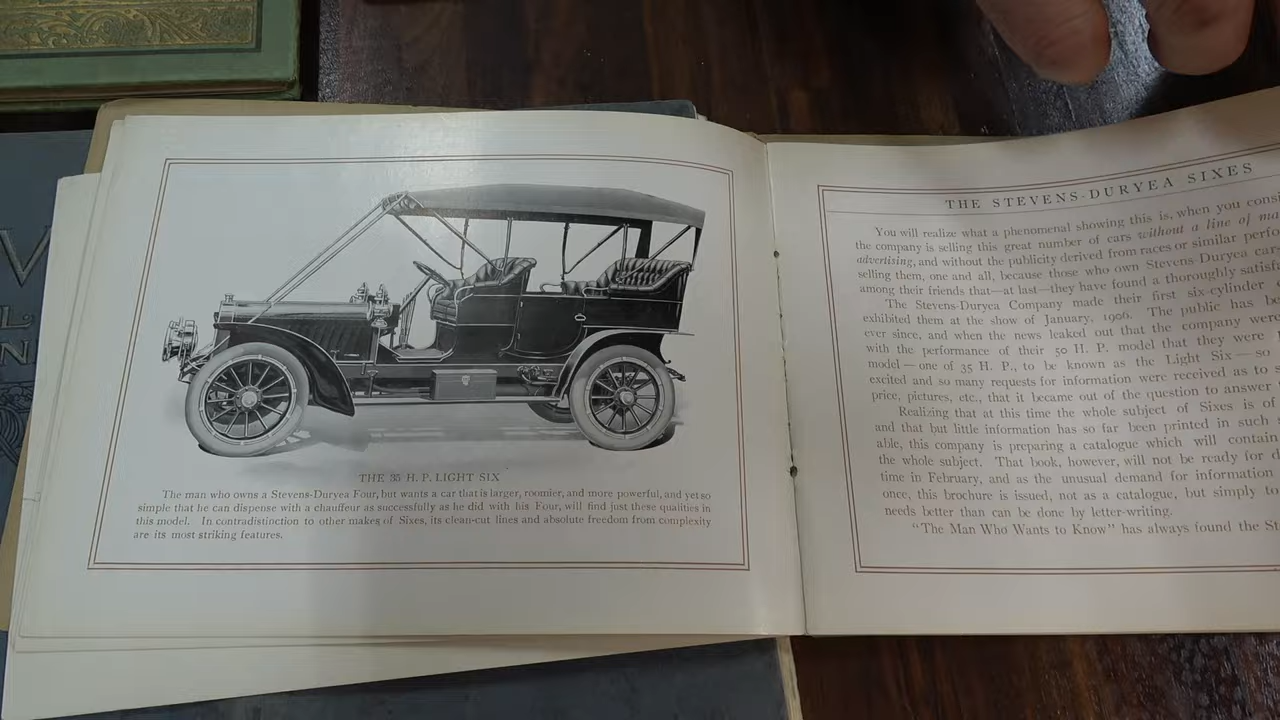 V
L
N
THE 35 H. P. LIGHT SIX
The man who owns a Stevens-Duryea Four, but wants a car that is larger, roomier, and more powerful, and yet so
simple that he can dispense with a chauffeur as successfully as he did with his Four, will find just these qualities in
this model. In contradistinction to other makes of Sixes, its clean-cut lines and absolute freedom from complexity
are its most striking features.
THE STEVENS-DURYEA SIXES
You will realize what a phenomenal showing this is, when you
the company is selling this great number of cars without a line of
advertising, and without the publicity derived from races or similar
selling them, one and all, because those who own Stevens Duryea
among their friends that—at last—they have found a thoroughly
The Stevens-Duryea Company made their first six-cylinder
exhibited them at the show of January, 1906. The public has
ever since, and when the news leaked out that the company were
with the performance of their 50 H. P. model that they were
model — one of 35 H. P., to be known as the Light Six — so
excited and so many requests for information were received as to
price, pictures, etc., that it became out of the question to answer
Realizing that at this time the whole subject of Sixes is of
and that but little information has so far been printed in such
able, this company is preparing a catalogue which will contain
the whole subject. That book, however, will not be ready for
time in February, and as the unusual demand for information
once, this brochure is issued, not as a catalogue, but simply to
needs better than can be done by letter-writing.
"The Man Who Wants to Know" has always found the